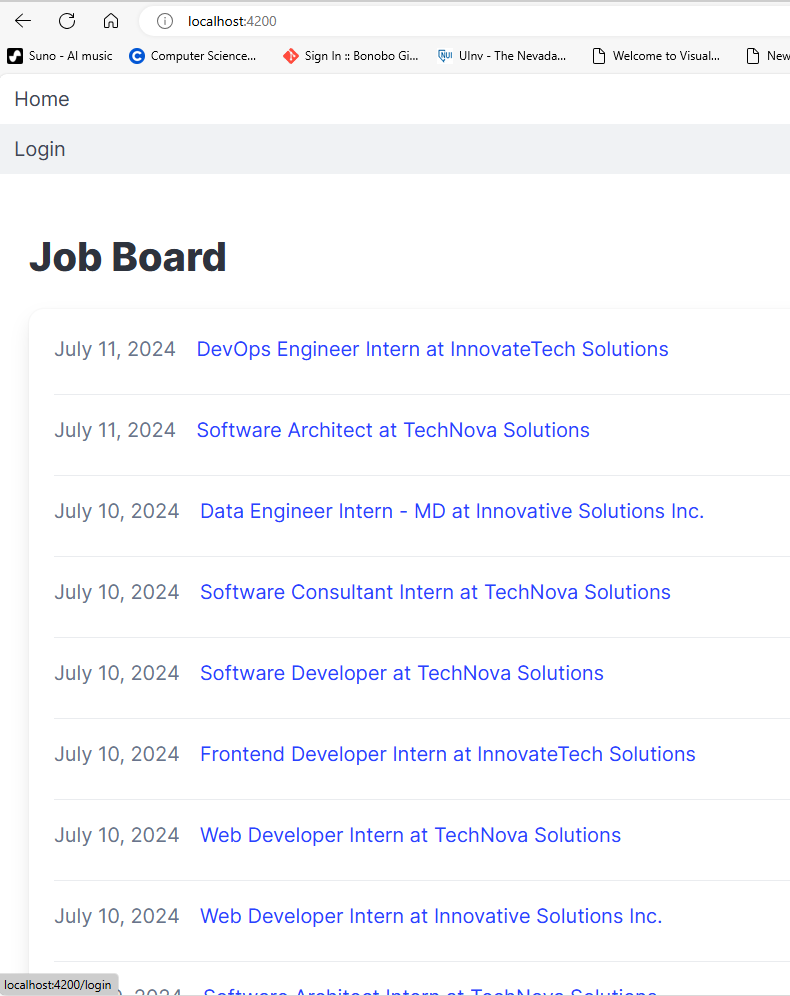 localhost:4200
Suno - AI music Computer Science... Sign In :: Bonobo Gi... UInv - The Nevada... Welcome to Visual... New
Home
Login
Job Board
July 11, 2024 DevOps Engineer Intern at InnovateTech Solutions
July 11, 2024 Software Architect at TechNova Solutions
July 10, 2024 Data Engineer Intern - MD at Innovative Solutions Inc.
July 10, 2024 Software Consultant Intern at TechNova Solutions
July 10, 2024 Software Developer at TechNova Solutions
July 10, 2024 Frontend Developer Intern at InnovateTech Solutions
July 10, 2024 Web Developer Intern at TechNova Solutions
July 10, 2024 Web Developer Intern at Innovative Solutions Inc.
2024 Software Architect Intern at TechNova Solutions
localhost:4200/login